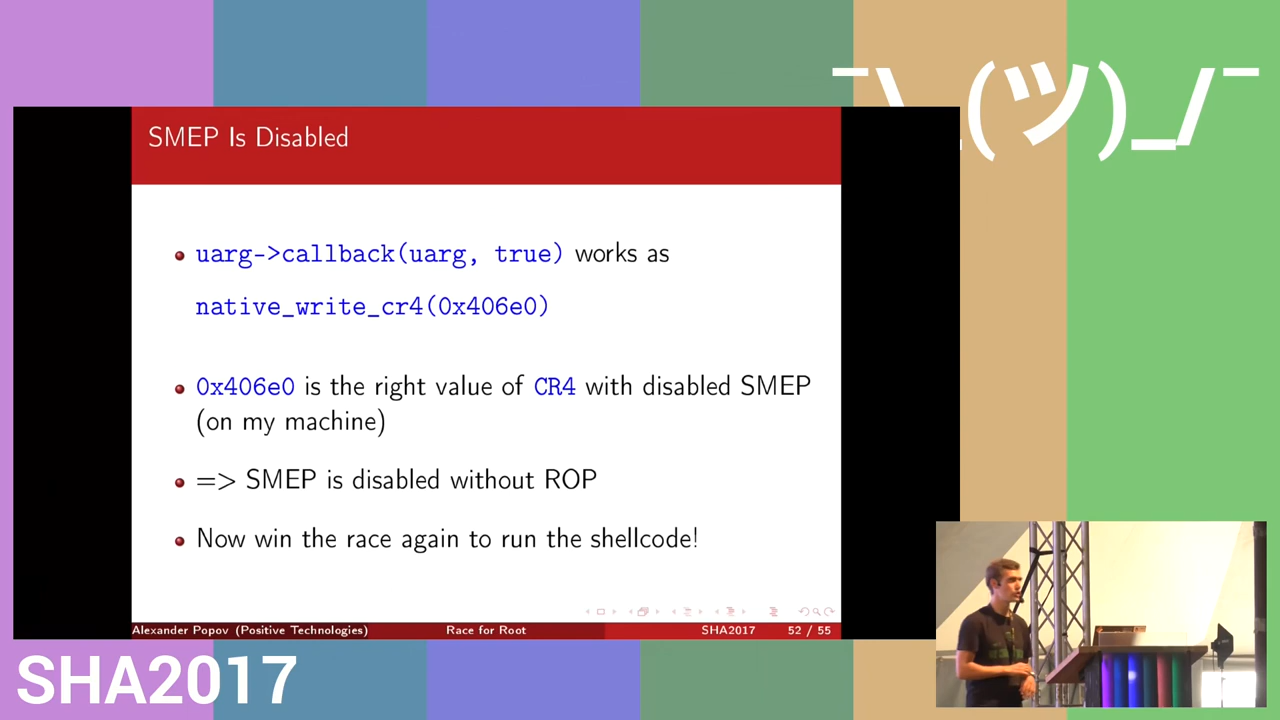 ¯\_(ツ)_/¯
SMEP Is Disabled
uarg->callback(uarg, true) works as
native_write_cr4(0x406e0)
0x406e0 is the right value of CR4 with disabled SMEP
(on my machine)
=> SMEP is disabled without ROP
Now win the race again to run the shellcode!
Alexander Popov (Positive Technologies) Race for Root SHA2017 52 / 55
SHA2017